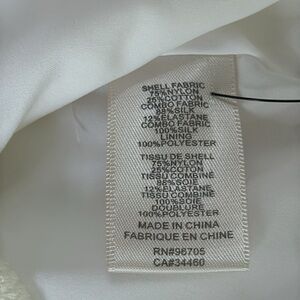 SHELL FABRIC
75%NYLON
25%COTTON
COMBO FABRIC
88%SILK
12%ELASTANE
COMBO FABRIC
100%SILK
LINING
100%POLYESTER
TISSU DE SHELL
75%NYLON
25%COTON
TISSU COMBINE
88%SOIE
12%ELASTANE
TISSU COMBINE
100%SOIE
DOUBLURE
100%POLYESTER
MADE IN CHINA
FABRIQUE EN CHINE
RN#96705
CA#34460